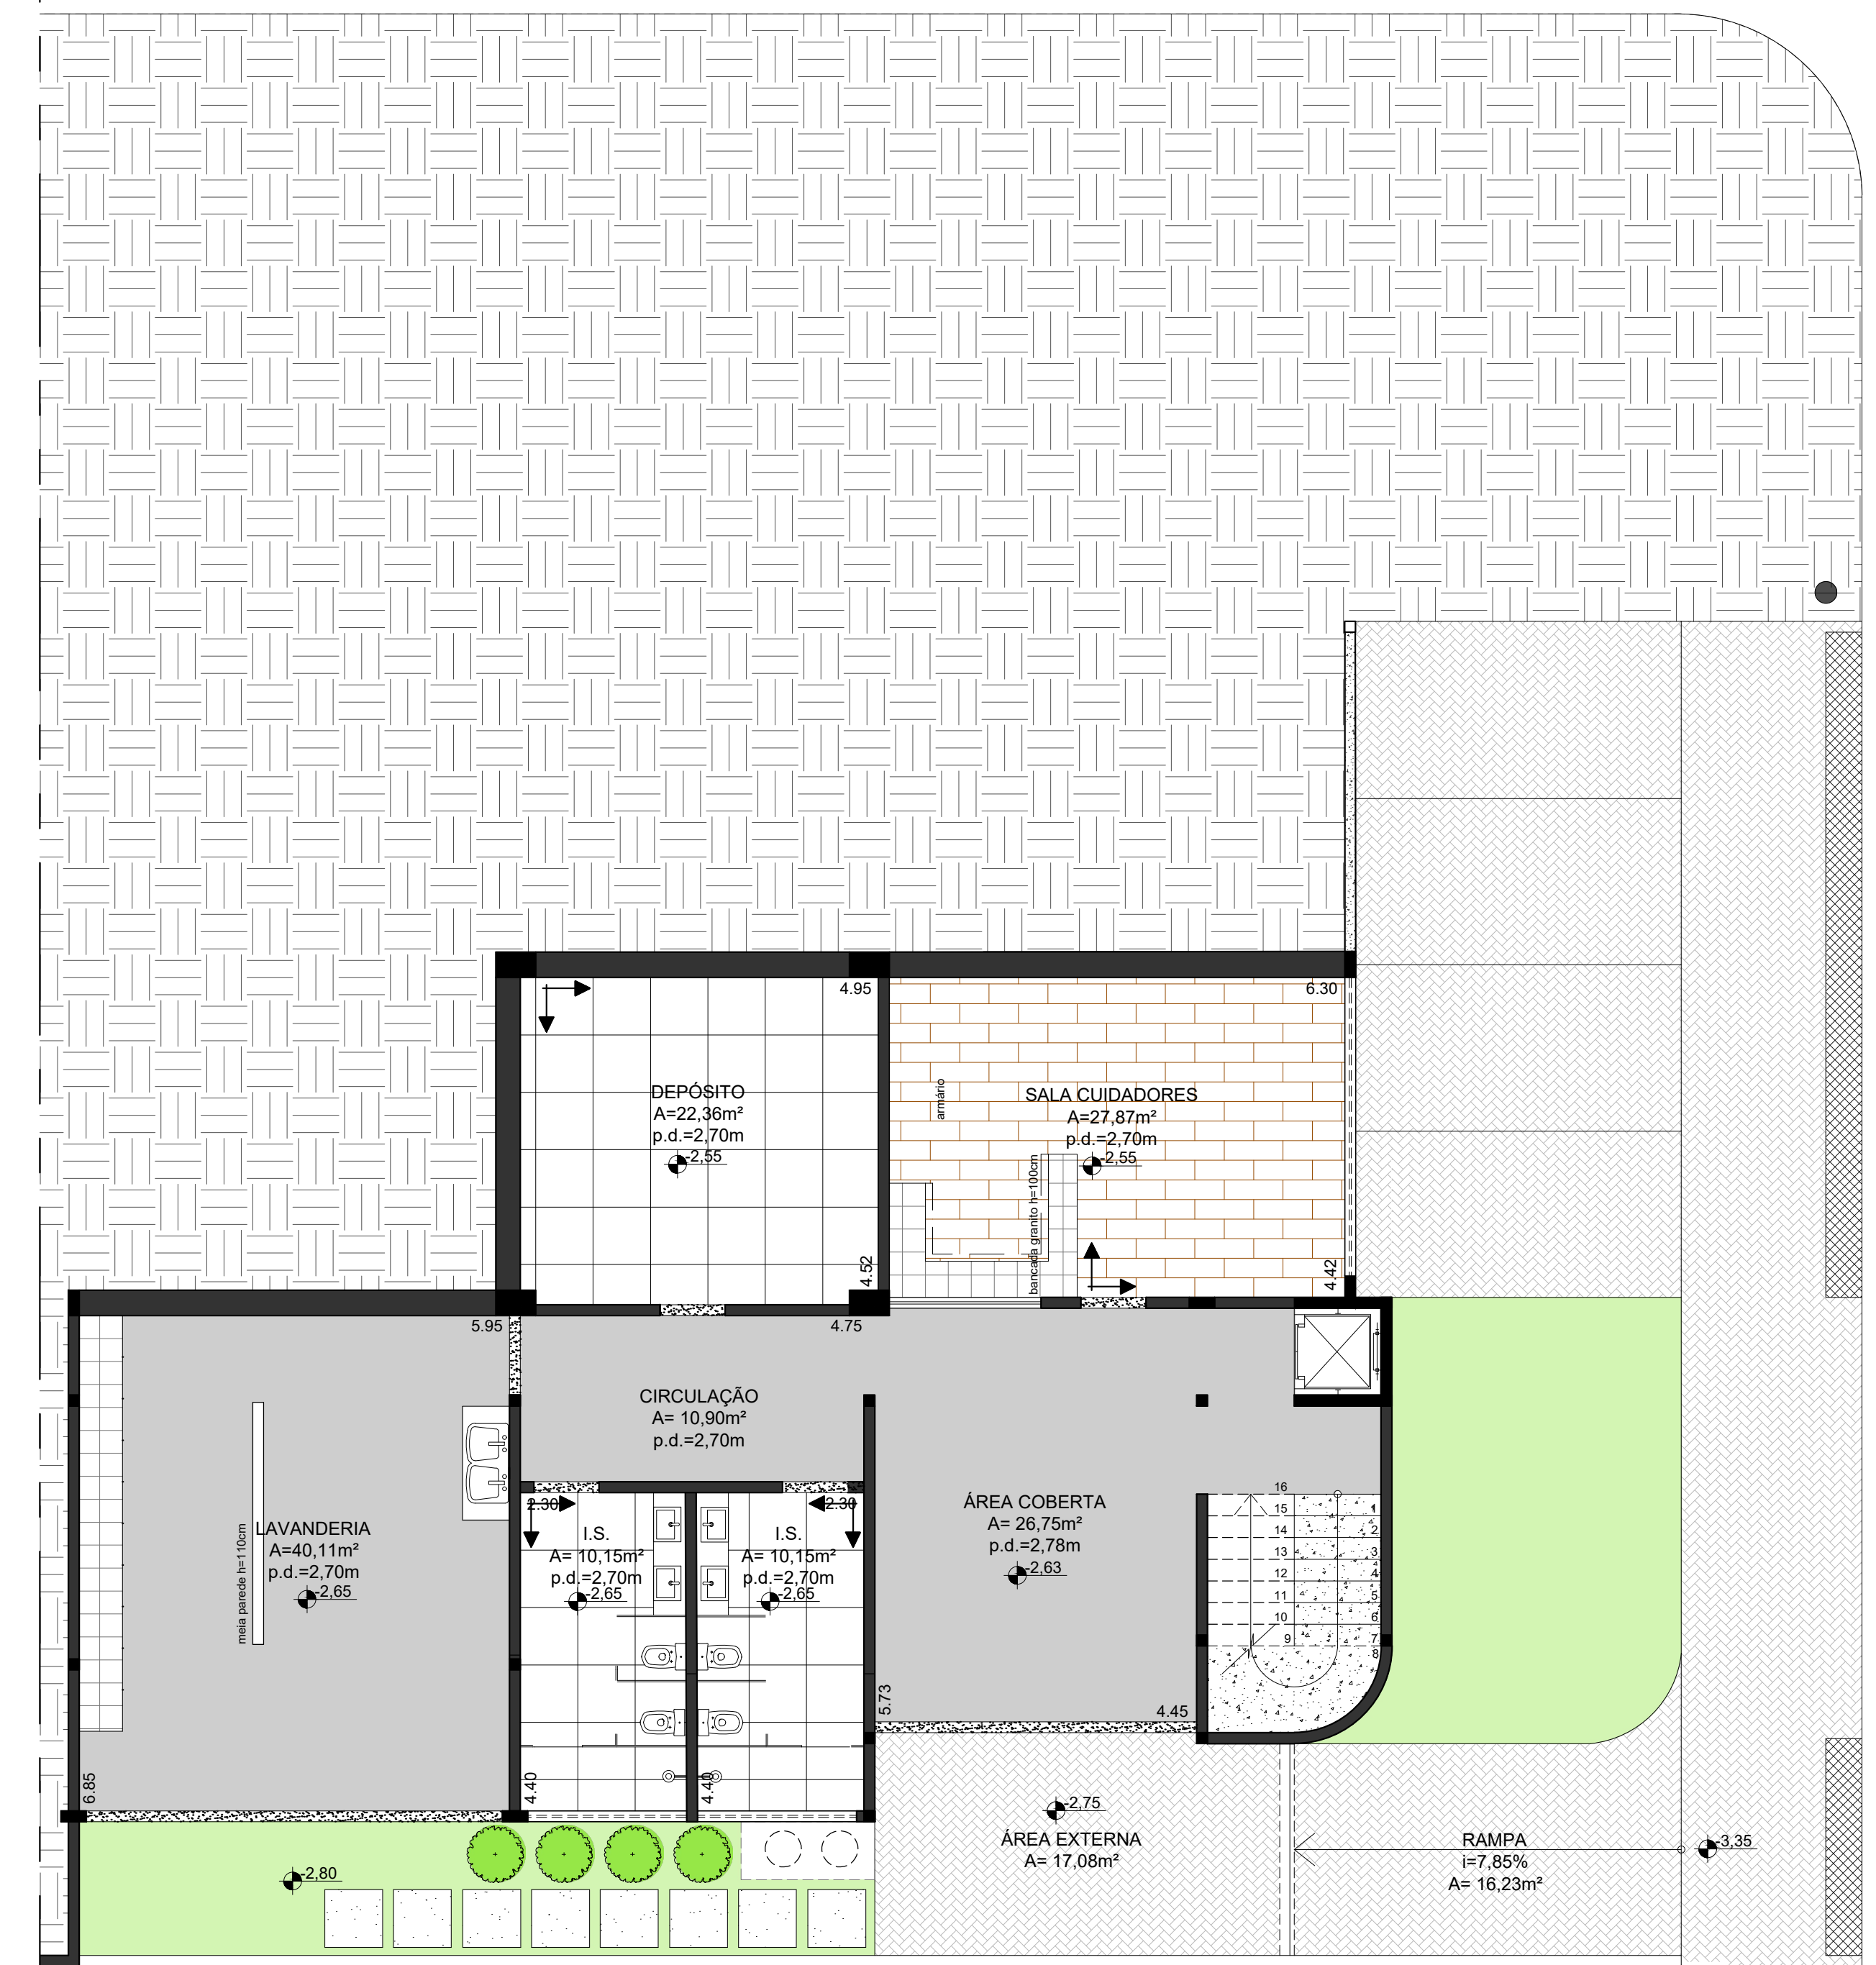 4.95
6.30
DEPÓSITO
A=22,36m²
p.d.=2,70m
-2,55
4.52
armário
SALA CUIDADORES
A=27,87m²
p.d.=2,70m
-2,55
bancada granito h=100cm
4.42
5.95
4.75
CIRCULAÇÃO
A= 10,90m²
p.d.=2,70m
meia parede h=110cm
LAVANDERIA
A=40,11m²
p.d.=2,70m
-2,65
6.85
2.30
I.S.
A= 10,15m²
p.d.=2,70m
-2,65
4.40
2.30
I.S.
A= 10,15m²
p.d.=2,70m
-2,65
4.40
ÁREA COBERTA
A= 26,75m²
p.d.=2,78m
-2,63
5.73
4.45
16
15
14
13
12
11
10
9
1
2
3
4
5
6
7
8
-2,80
-2,75
ÁREA EXTERNA
A= 17,08m²
RAMPA
i=7,85%
A= 16,23m²
-3,35